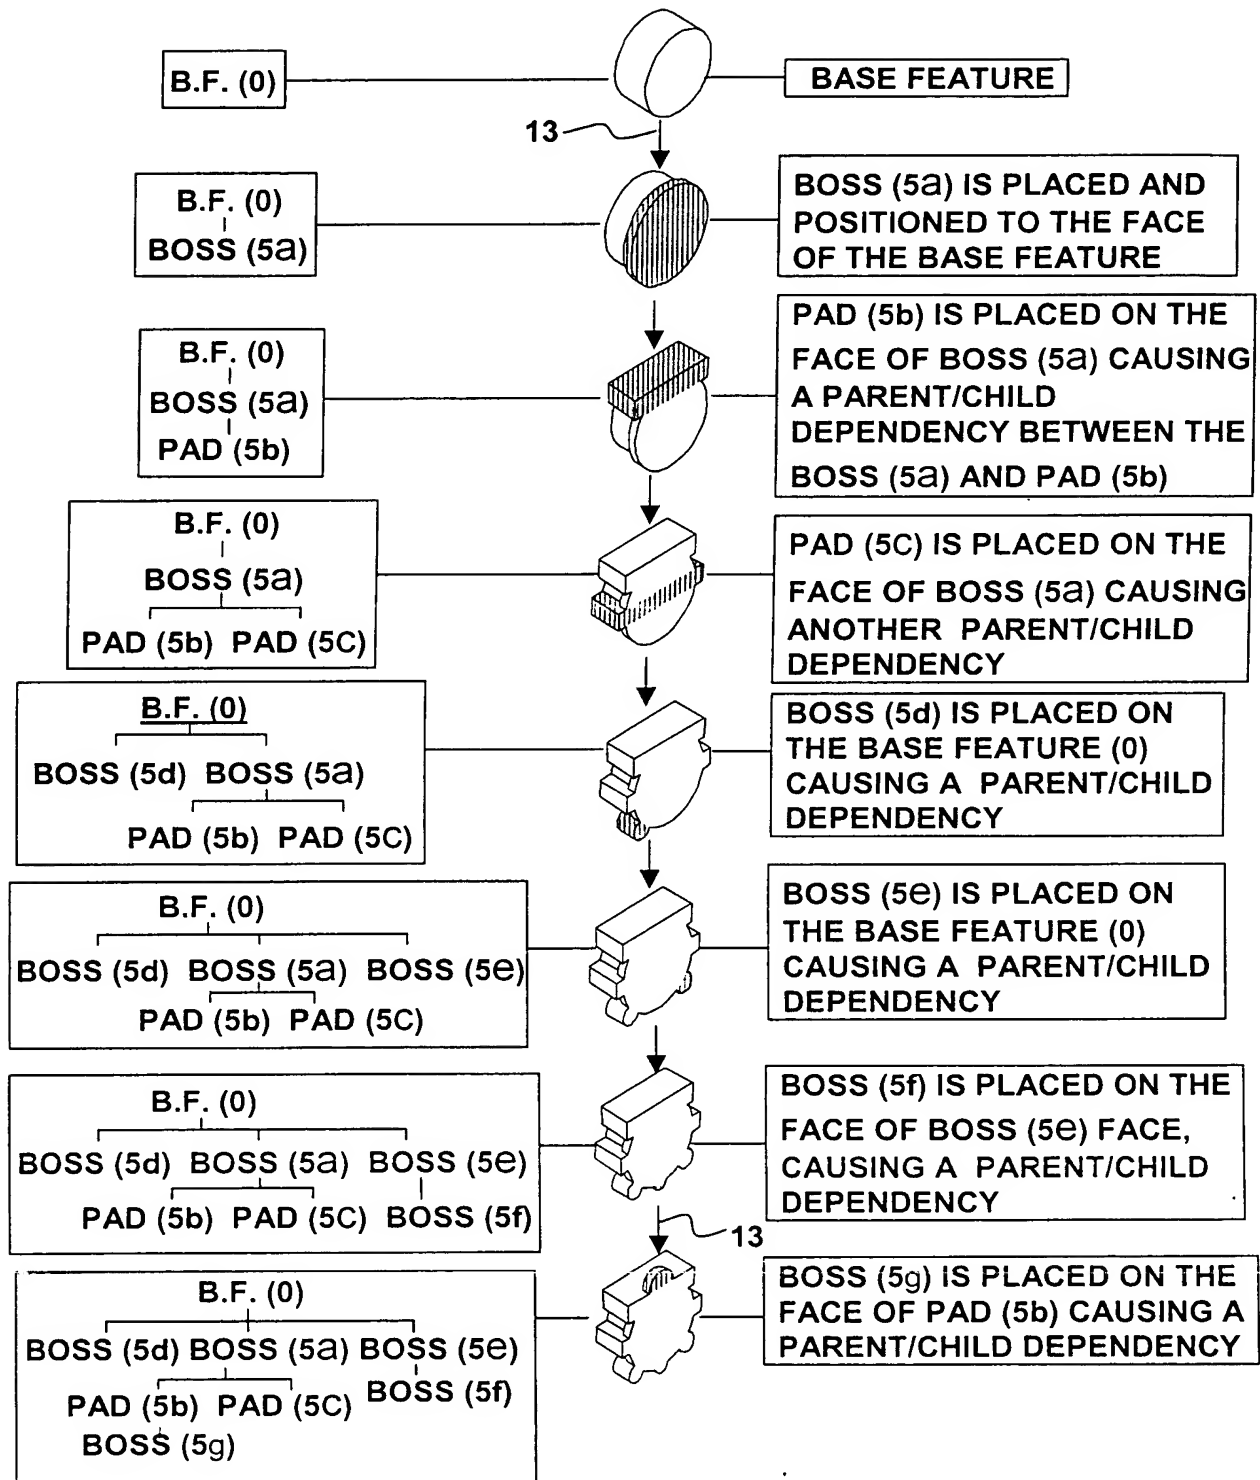 B.F. (0)
BASE FEATURE
13
B.F. (0)
BOSS (5a)
BOSS (5a) IS PLACED AND
POSITIONED TO THE FACE
OF THE BASE FEATURE
B.F. (0)
BOSS (5a)
PAD (5b)
PAD (5b) IS PLACED ON THE
FACE OF BOSS (5a) CAUSING
A PARENT/CHILD
DEPENDENCY BETWEEN THE
BOSS (5a) AND PAD (5b)
B.F. (0)
BOSS (5a)
PAD (5b) PAD (5C)
PAD (5C) IS PLACED ON THE
FACE OF BOSS (5a) CAUSING
ANOTHER PARENT/CHILD
DEPENDENCY
B.F. (0)
BOSS (5d) BOSS (5a)
PAD (5b) PAD (5C)
BOSS (5d) IS PLACED ON
THE BASE FEATURE (0)
CAUSING A PARENT/CHILD
DEPENDENCY
B.F. (0)
BOSS (5d) BOSS (5a) BOSS (5e)
PAD (5b) PAD (5C)
BOSS (5e) IS PLACED ON
THE BASE FEATURE (0)
CAUSING A PARENT/CHILD
DEPENDENCY
B.F. (0)
BOSS (5d) BOSS (5a) BOSS (5e)
PAD (5b) PAD (5C) BOSS (5f)
BOSS (5f) IS PLACED ON THE
FACE OF BOSS (5e) FACE,
CAUSING A PARENT/CHILD
DEPENDENCY
13
B.F. (0)
BOSS (5d) BOSS (5a) BOSS (5e)
PAD (5b) PAD (5C) BOSS (5f)
BOSS (5g)
BOSS (5g) IS PLACED ON THE
FACE OF PAD (5b) CAUSING A
PARENT/CHILD DEPENDENCY